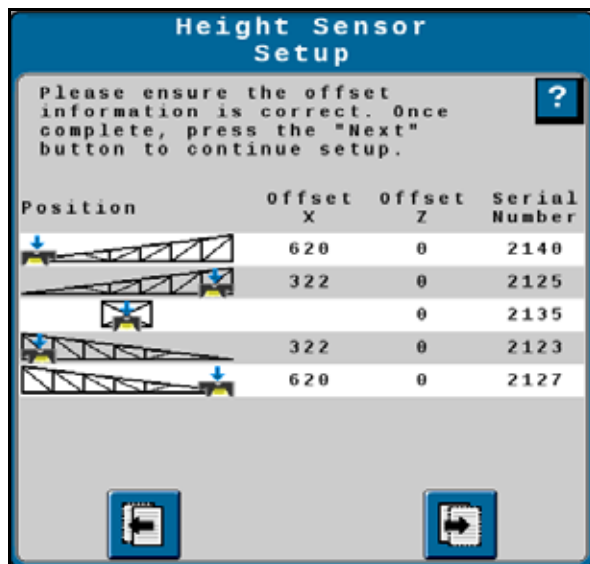 Height Sensor
Setup
Please ensure the offset
information is correct. Once
complete, press the "Next"
button to continue setup.
?
Position Offset X Offset Z Serial Number
620 0 2140
322 0 2125
0 2135
322 0 2123
620 0 2127